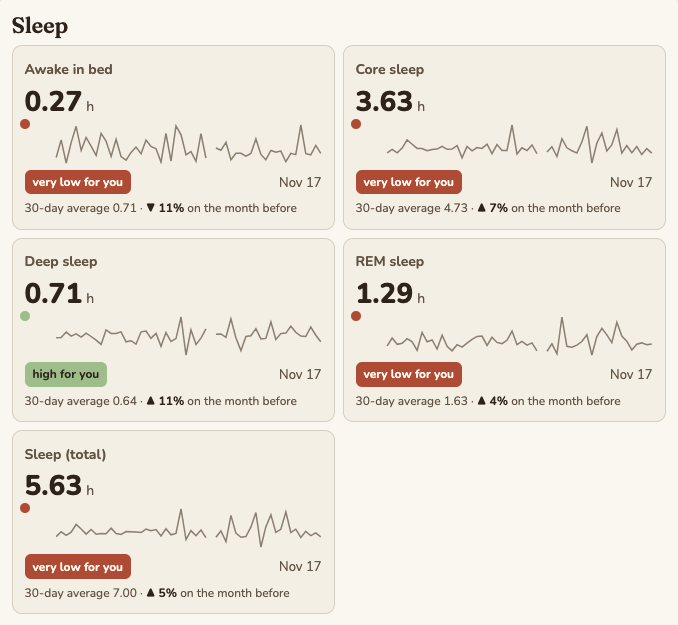 Sleep
Awake in bed
0.27 h
very low for you
Nov 17
30-day average 0.71 · ▼ 11% on the month before
Core sleep
3.63 h
very low for you
Nov 17
30-day average 4.73 · ▲ 7% on the month before
Deep sleep
0.71 h
high for you
Nov 17
30-day average 0.64 · ▲ 11% on the month before
REM sleep
1.29 h
very low for you
Nov 17
30-day average 1.63 · ▲ 4% on the month before
Sleep (total)
5.63 h
very low for you
Nov 17
30-day average 7.00 · ▲ 5% on the month before